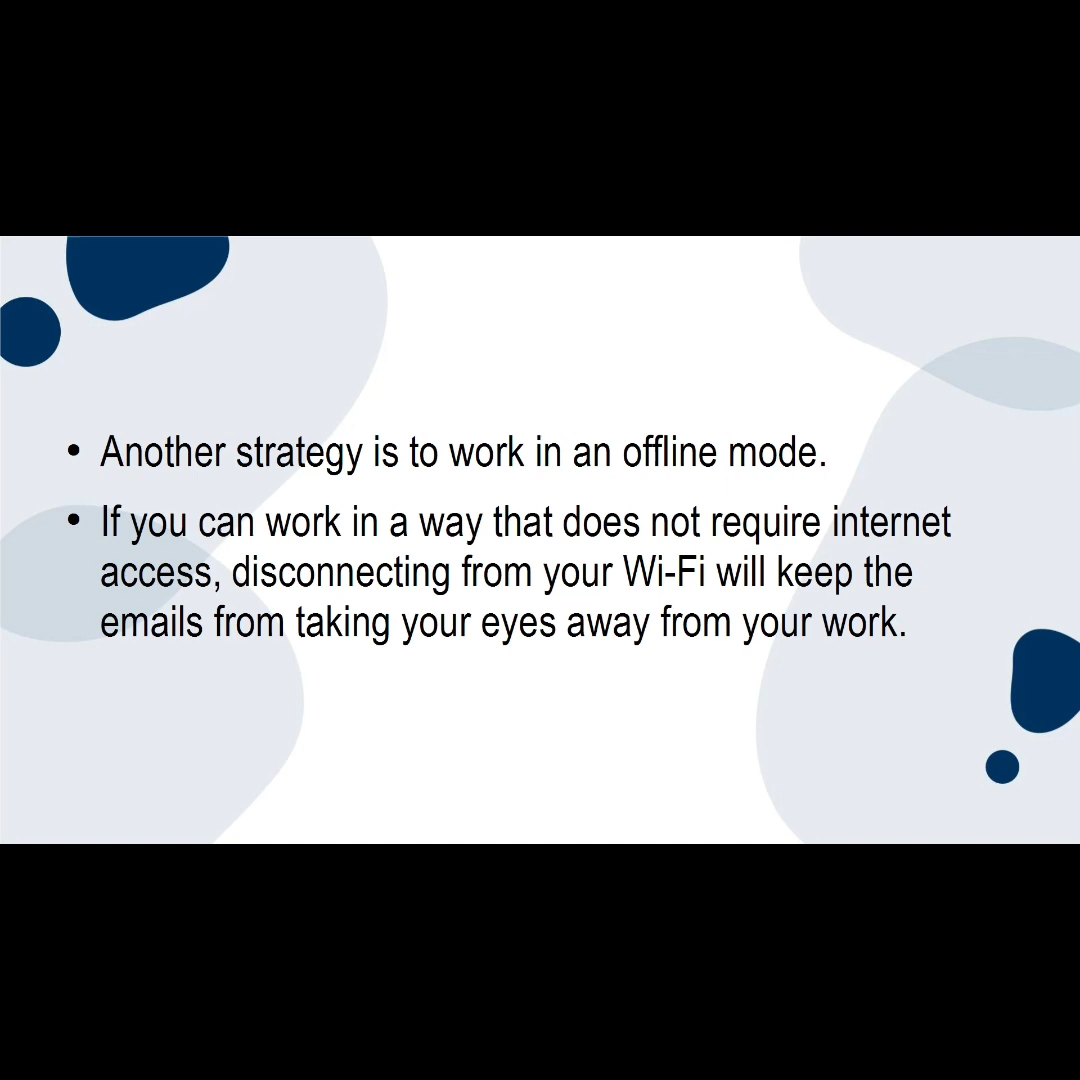 • Another strategy is to work in an offline mode.
• If you can work in a way that does not require internet
access, disconnecting from your Wi-Fi will keep the
emails from taking your eyes away from your work.